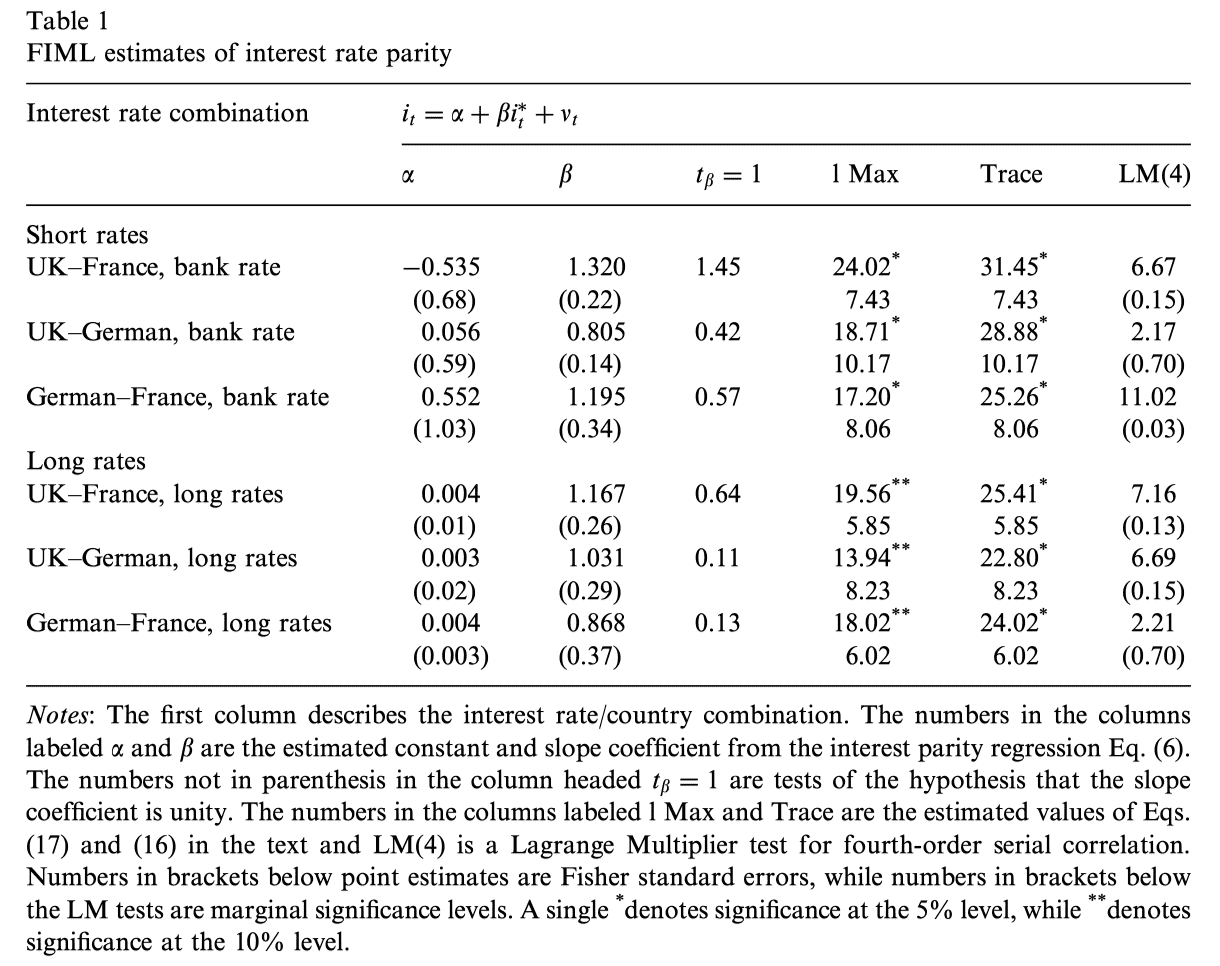 Table 1
FIML estimates of interest rate parity
Interest rate combination i_t = α + βi_t^* + ν_t
α β t_β = 1 l Max Trace LM(4)
Short rates
UK–France, bank rate −0.535 1.320 1.45 24.02* 31.45* 6.67
(0.68) (0.22) 7.43 7.43 (0.15)
UK–German, bank rate 0.056 0.805 0.42 18.71* 28.88* 2.17
(0.59) (0.14) 10.17 10.17 (0.70)
German–France, bank rate 0.552 1.195 0.57 17.20* 25.26* 11.02
(1.03) (0.34) 8.06 8.06 (0.03)
Long rates
UK–France, long rates 0.004 1.167 0.64 19.56** 25.41* 7.16
(0.01) (0.26) 5.85 5.85 (0.13)
UK–German, long rates 0.003 1.031 0.11 13.94** 22.80* 6.69
(0.02) (0.29) 8.23 8.23 (0.15)
German–France, long rates 0.004 0.868 0.13 18.02** 24.02* 2.21
(0.003) (0.37) 6.02 6.02 (0.70)
Notes: The first column describes the interest rate/country combination. The numbers in the columns
labeled α and β are the estimated constant and slope coefficient from the interest parity regression Eq. (6).
The numbers not in parenthesis in the column headed t_β = 1 are tests of the hypothesis that the slope
coefficient is unity. The numbers in the columns labeled l Max and Trace are the estimated values of Eqs.
(17) and (16) in the text and LM(4) is a Lagrange Multiplier test for fourth-order serial correlation.
Numbers in brackets below point estimates are Fisher standard errors, while numbers in brackets below
the LM tests are marginal significance levels. A single *denotes significance at the 5% level, while **denotes
significance at the 10% level.